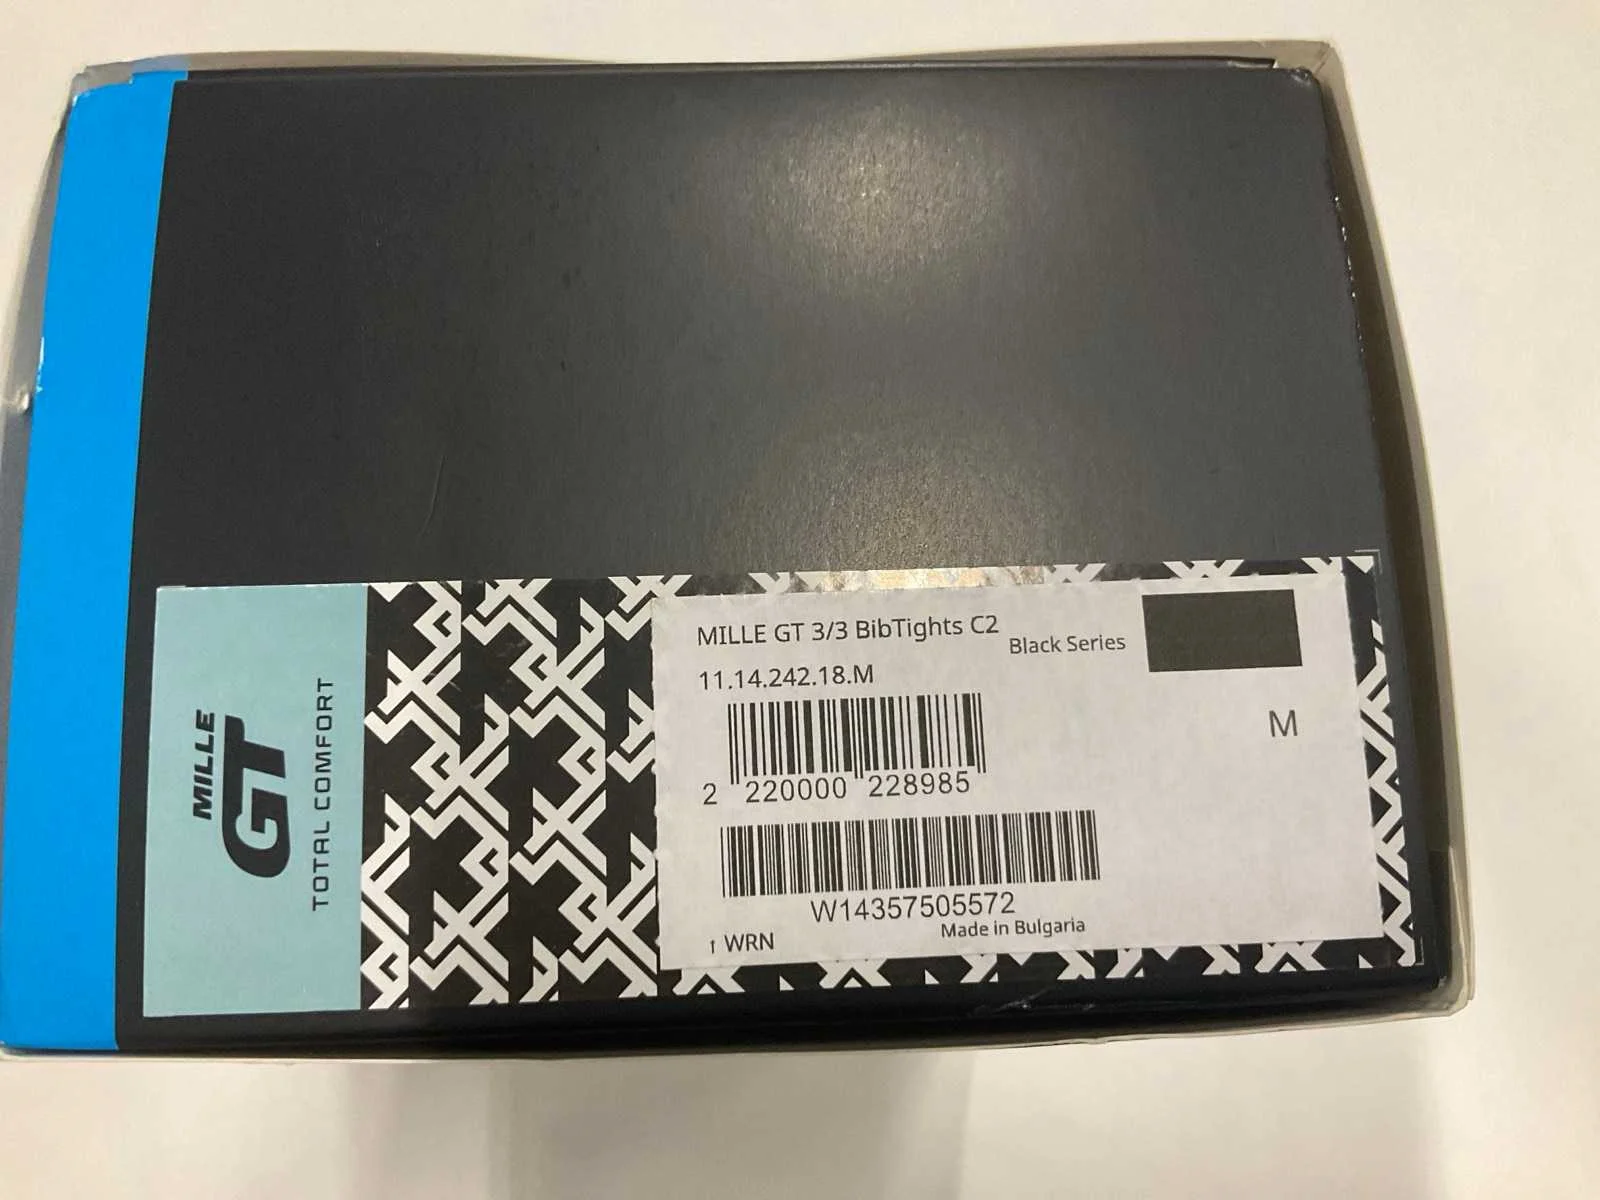 MILLE
GT
TOTAL COMFORT
MILLE GT 3/3 BibTights C2
Black Series
11.14.242.18.M
M
2 220000 228985
W14357505572
Made in Bulgaria
↑ WRN